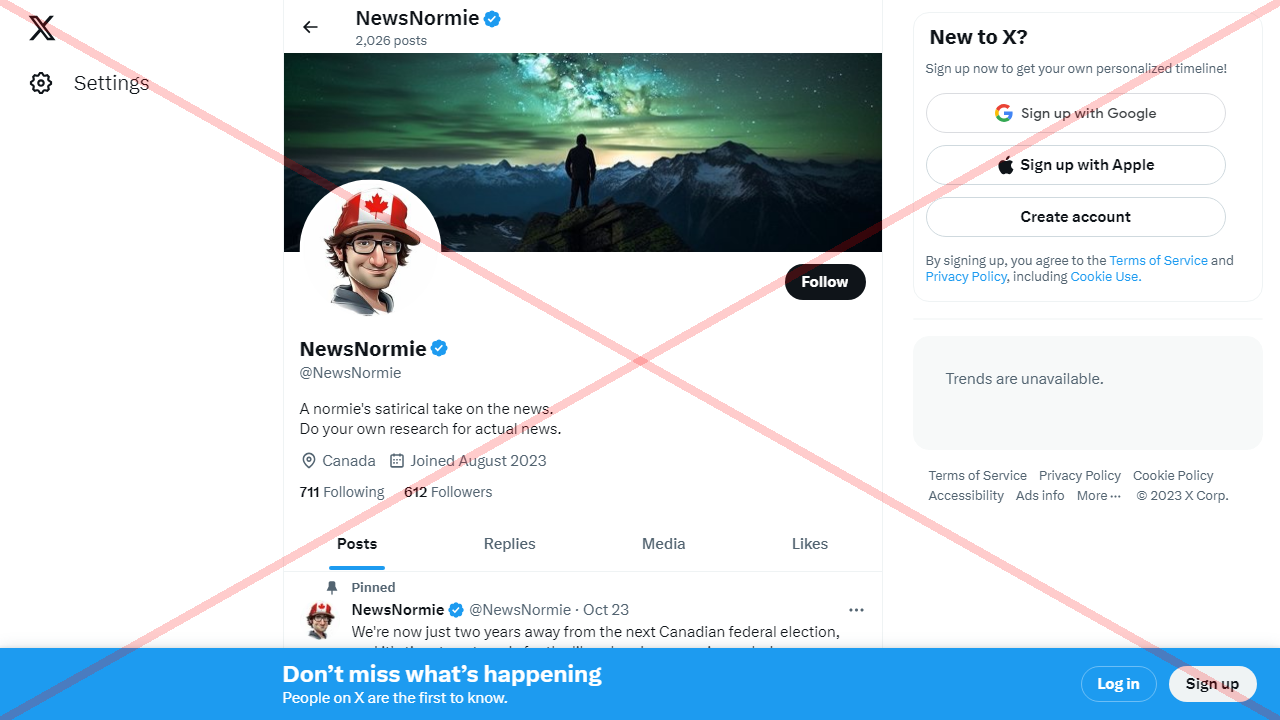 Settings
NewsNormie
2,026 posts
Follow
NewsNormie
@NewsNormie
A normie's satirical take on the news.
Do your own research for actual news.
Canada Joined August 2023
711 Following 612 Followers
Posts Replies Media Likes
Pinned
NewsNormie @NewsNormie · Oct 23
We're now just two years away from the next Canadian federal election,
New to X?
Sign up now to get your own personalized timeline!
Sign up with Google
Sign up with Apple
Create account
By signing up, you agree to the Terms of Service and
Privacy Policy, including Cookie Use.
Trends are unavailable.
Terms of Service Privacy Policy Cookie Policy
Accessibility Ads info More ··· © 2023 X Corp.
Don’t miss what’s happening
People on X are the first to know.
Log in Sign up